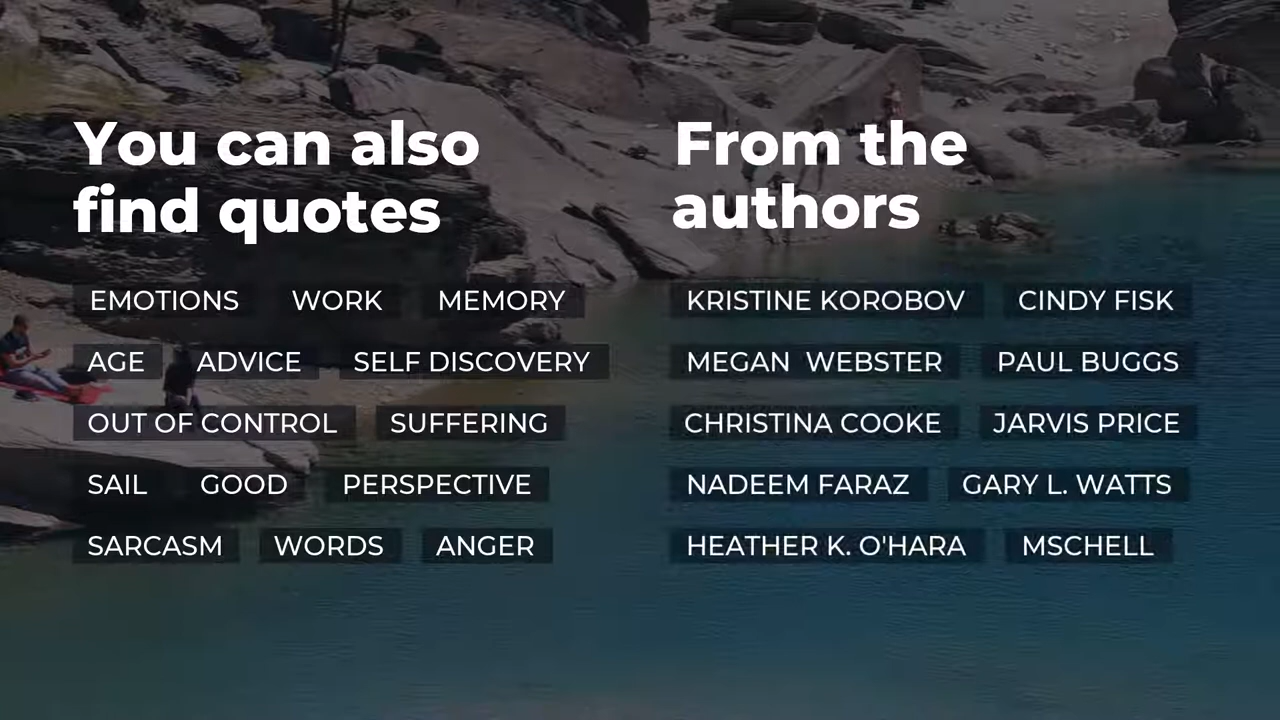 You can also
find quotes
EMOTIONS WORK MEMORY
AGE ADVICE SELF DISCOVERY
OUT OF CONTROL SUFFERING
SAIL GOOD PERSPECTIVE
SARCASM WORDS ANGER
From the
authors
KRISTINE KOROBOV CINDY FISK
MEGAN WEBSTER PAUL BUGGS
CHRISTINA COOKE JARVIS PRICE
NADEEM FARAZ GARY L. WATTS
HEATHER K. O'HARA MSCHELL